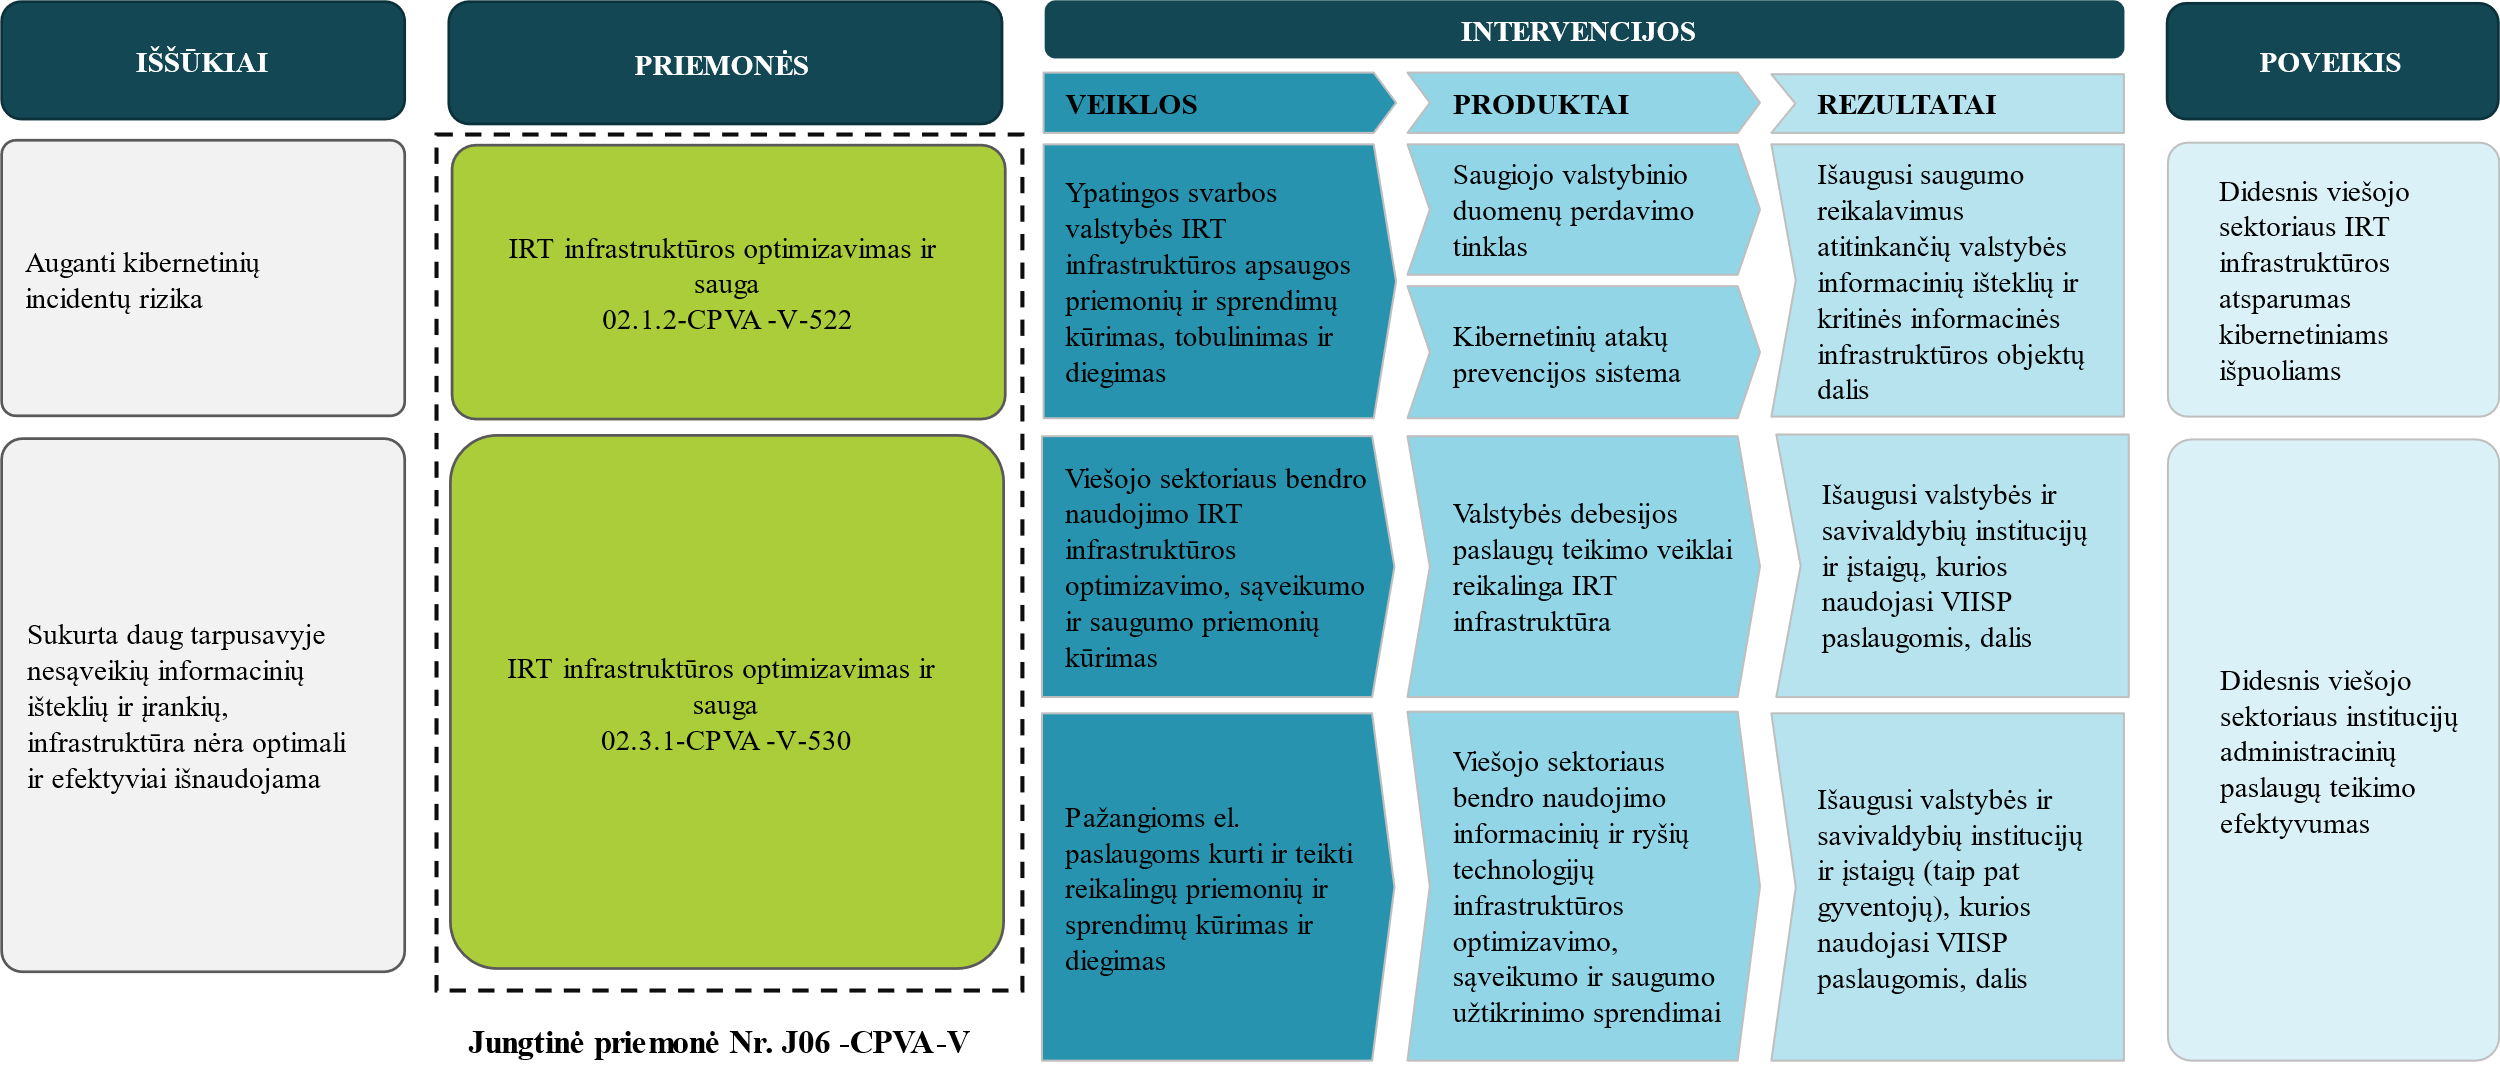 IŠŠŪKIAI
PRIEMONĖS
INTERVENCIJOS
VEIKLOS
PRODUKTAI
REZULTATAI
POVEIKIS
Auganti kibernetinių
incidentų rizika
IRT infrastruktūros optimizavimas ir
sauga
02.1.2-CPVA -V-522
Ypatingos svarbos
valstybės IRT
infrastruktūros apsaugos
priemonių ir sprendimų
kūrimas, tobulinimas ir
diegimas
Saugiojo valstybinio
duomenų perdavimo
tinklas
Kibernetinių atakų
prevencijos sistema
Išaugusi saugumo
reikalavimus
atitinkančių valstybės
informacinių išteklių ir
kritinės informacinės
infrastruktūros objektų
dalis
Didesnis viešojo
sektoriaus IRT
infrastruktūros
atsparumas
kibernetiniams
išpuoliams
Sukurta daug tarpusavyje
nesąveikių informacinių
išteklių ir įrankių,
infrastruktūra nėra optimali
ir efektyviai išnaudojama
IRT infrastruktūros optimizavimas ir
sauga
02.3.1-CPVA -V-530
Viešojo sektoriaus bendro
naudojimo IRT
infrastruktūros
optimizavimo, sąveikumo
ir saugumo priemonių
kūrimas
Valstybės debesijos
paslaugų teikimo veiklai
reikalinga IRT
infrastruktūra
Išaugusi valstybės ir
savivaldybių institucijų
ir įstaigų, kurios
naudojasi VIISP
paslaugomis, dalis
Pažangioms el.
paslaugoms kurti ir teikti
reikalingų priemonių ir
sprendimų kūrimas ir
diegimas
Viešojo sektoriaus
bendro naudojimo
informacinių ir ryšių
technologijų
infrastruktūros
optimizavimo,
sąveikumo ir saugumo
užtikrinimo sprendimai
Išaugusi valstybės ir
savivaldybių institucijų
ir įstaigų (taip pat
gyventojų), kurios
naudojasi VIISP
paslaugomis, dalis
Didesnis viešojo
sektoriaus institucijų
administracinių
paslaugų teikimo
efektyvumas
Jungtinė priemonė Nr. J06 -CPVA-V